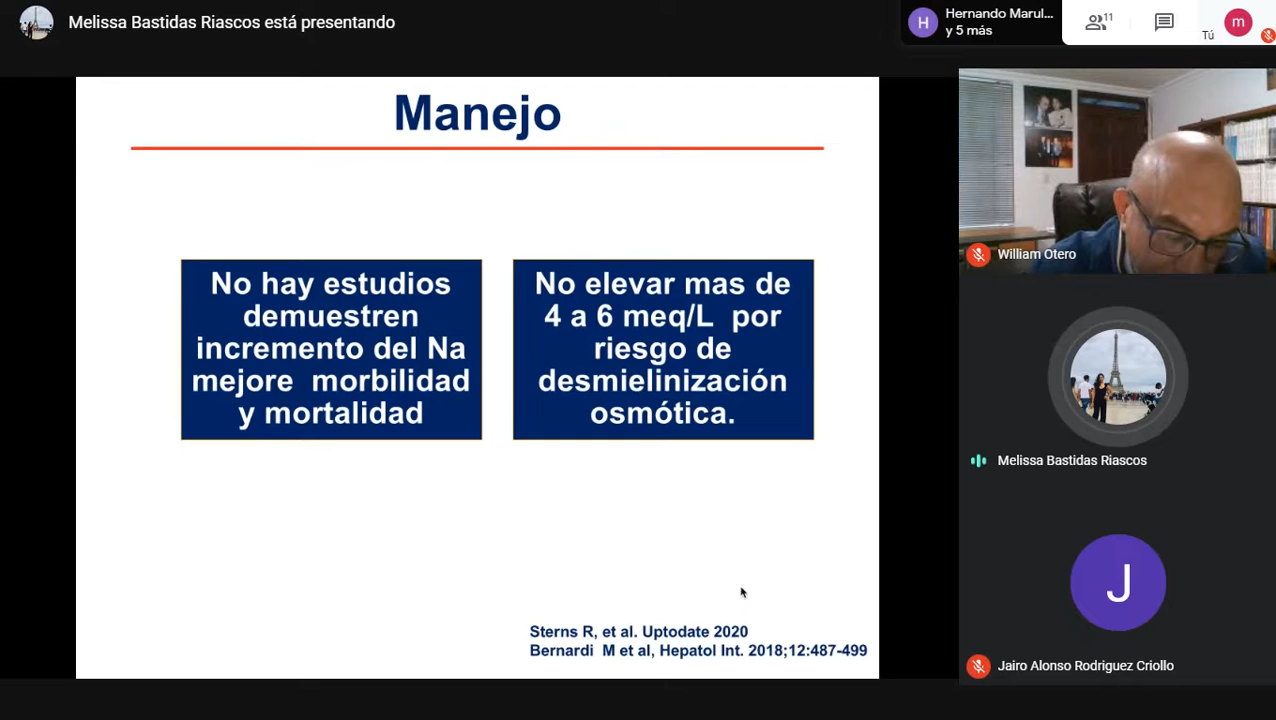 Melissa Bastidas Riascos está presentando
H
Hernando Marul...
y 5 más
11
Tú
m
Manejo
No hay estudios
demuestren
incremento del Na
mejore morbilidad
y mortalidad
No elevar mas de
4 a 6 meq/L por
riesgo de
desmielinización
osmótica.
Sterns R, et al. Uptodate 2020
Bernardi M et al, Hepatol Int. 2018;12:487-499
William Otero
Melissa Bastidas Riascos
J
Jairo Alonso Rodriguez Criollo